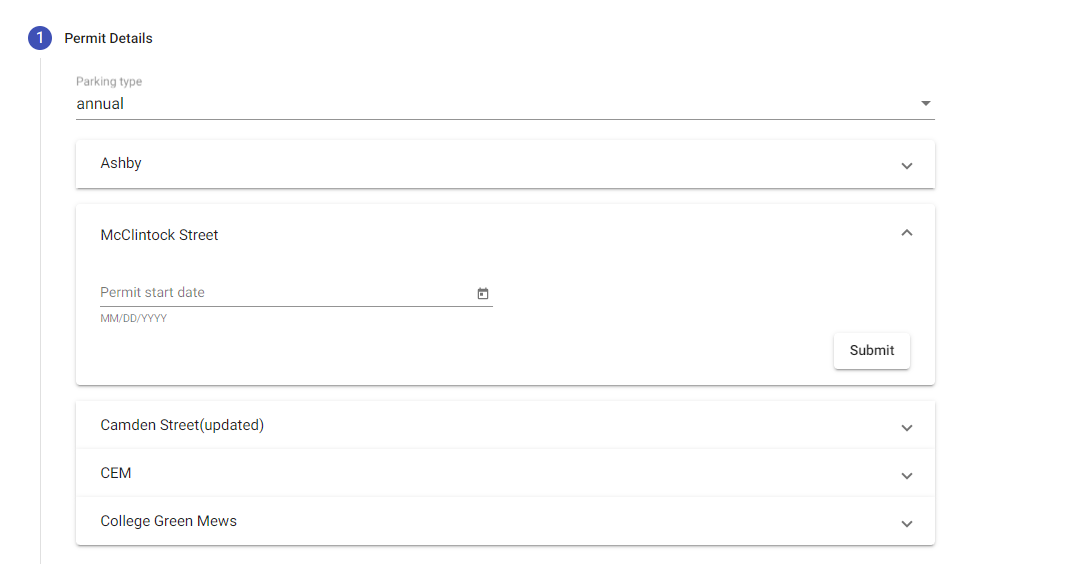 1 Permit Details
Parking type
annual
Ashby
McClintock Street
Permit start date
MM/DD/YYYY
Submit
Camden Street(updated)
CEM
College Green Mews